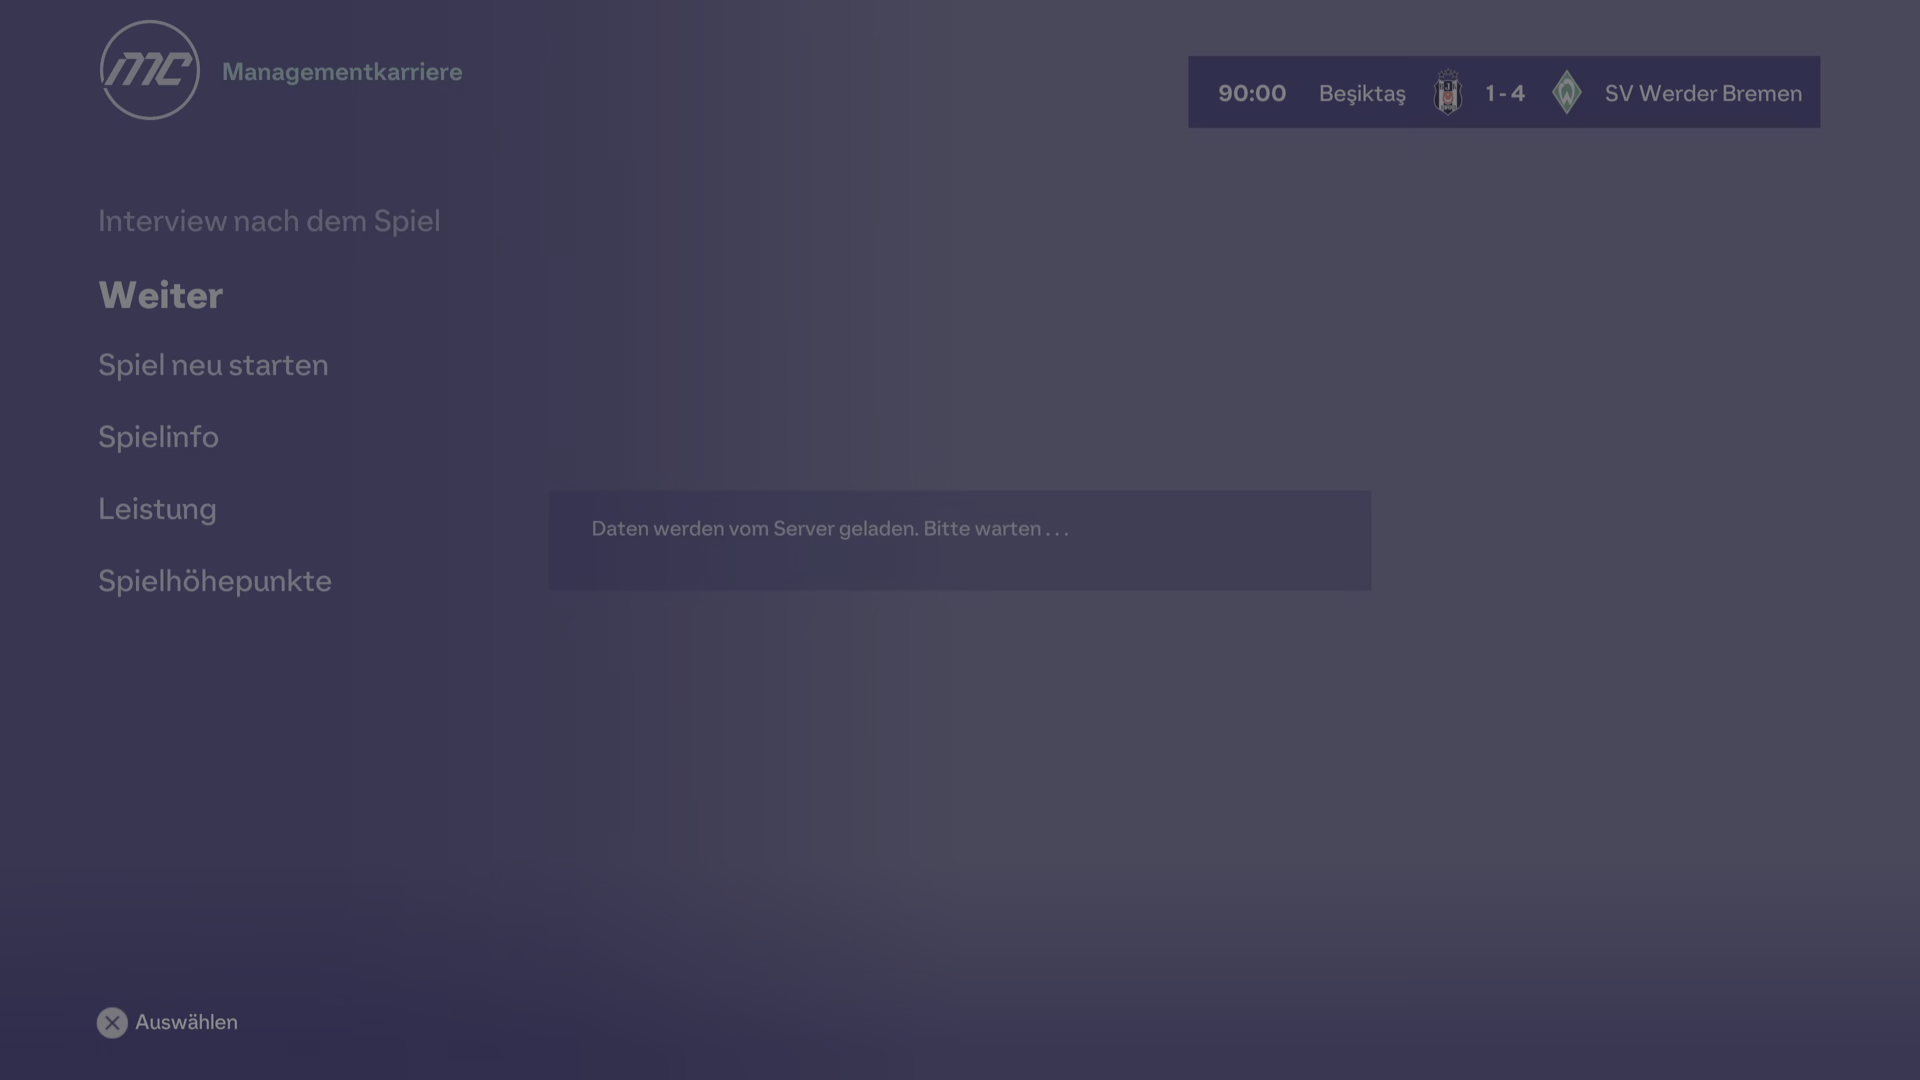 MC
Managementkarriere
90:00 Beşiktaş 1 - 4 SV Werder Bremen
Interview nach dem Spiel
Weiter
Spiel neu starten
Spielinfo
Leistung
Spielhöhepunkte
Daten werden vom Server geladen. Bitte warten . . .
Auswählen